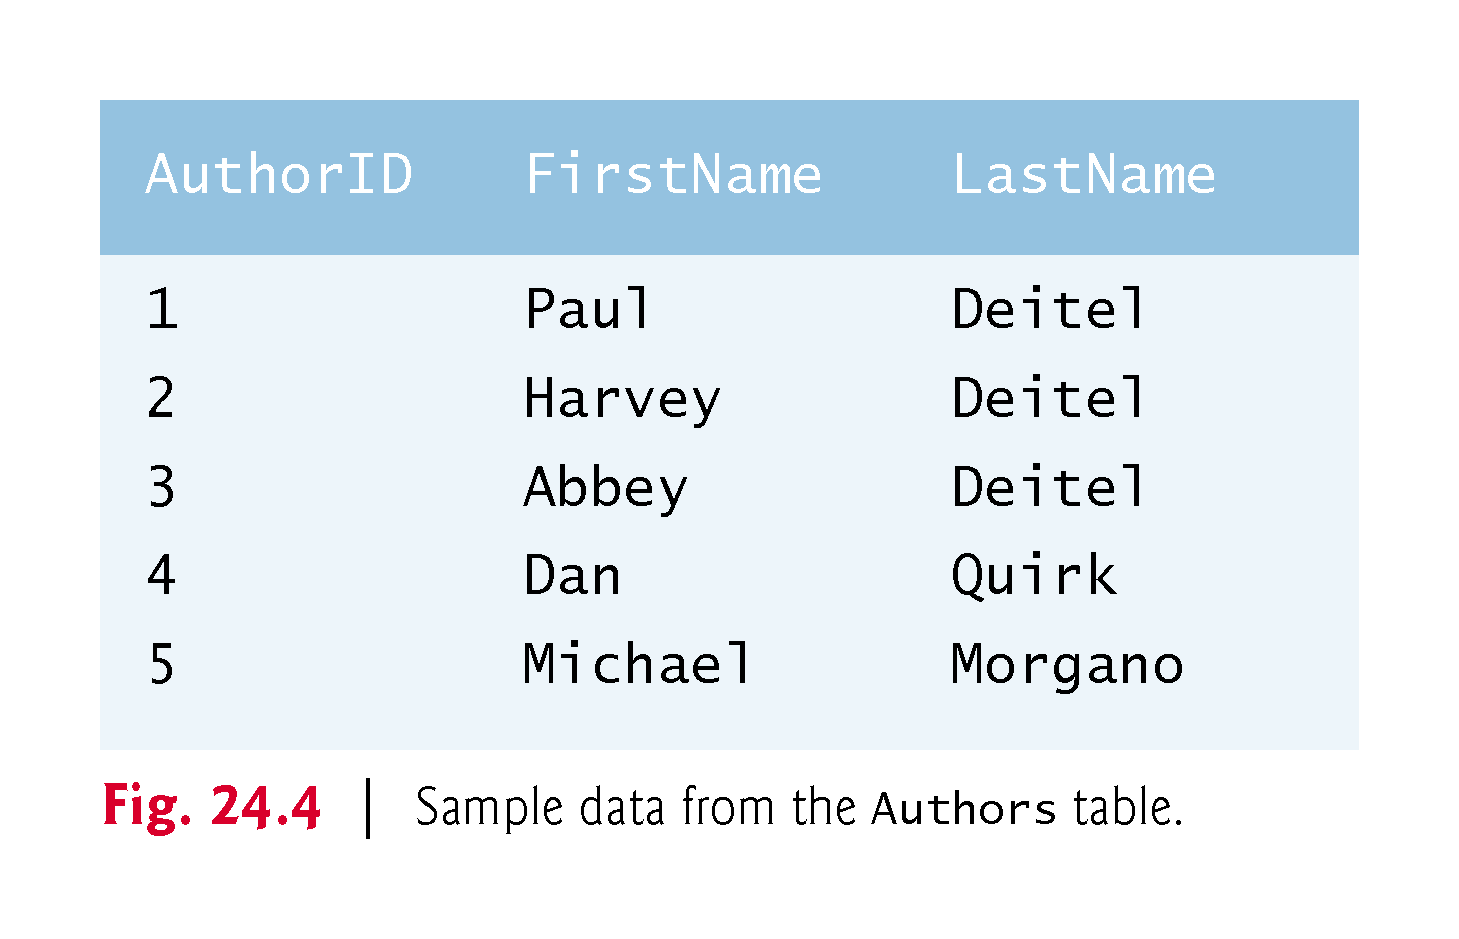 AuthorID FirstName LastName
1 Paul Deitel
2 Harvey Deitel
3 Abbey Deitel
4 Dan Quirk
5 Michael Morgano
Fig. 24.4 | Sample data from the Authors table.